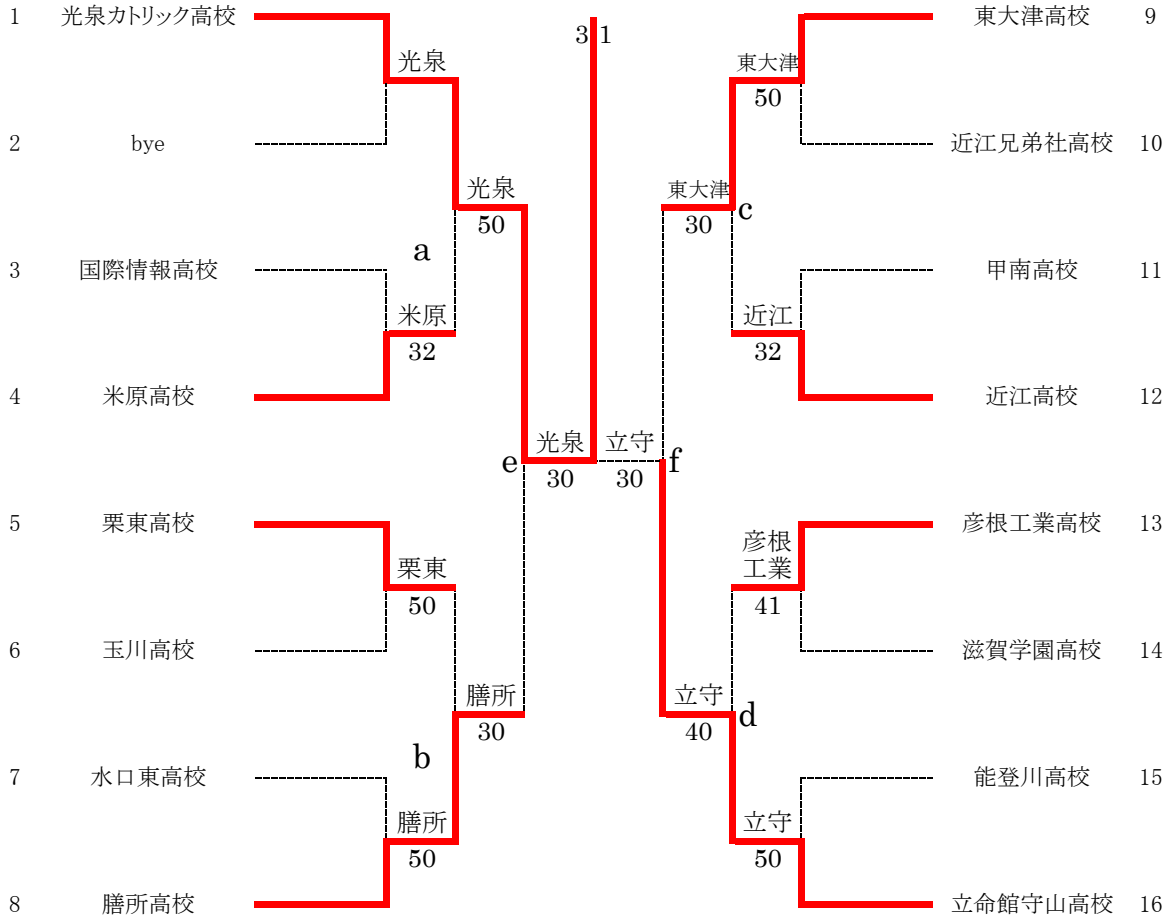 1 光泉カトリック高校
3 1
東大津高校 9
光泉
東大津
50
2 bye
近江兄弟社高校 10
光泉
50
東大津
30
c
a
3 国際情報高校
甲南高校 11
米原
32
近江
32
4 米原高校
近江高校 12
e
光泉
30
立守
30
f
5 栗東高校
彦根工業高校 13
栗東
50
彦根
工業
41
6 玉川高校
滋賀学園高校 14
膳所
30
立守
40
d
b
7 水口東高校
能登川高校 15
膳所
50
立守
50
8 膳所高校
立命館守山高校 16